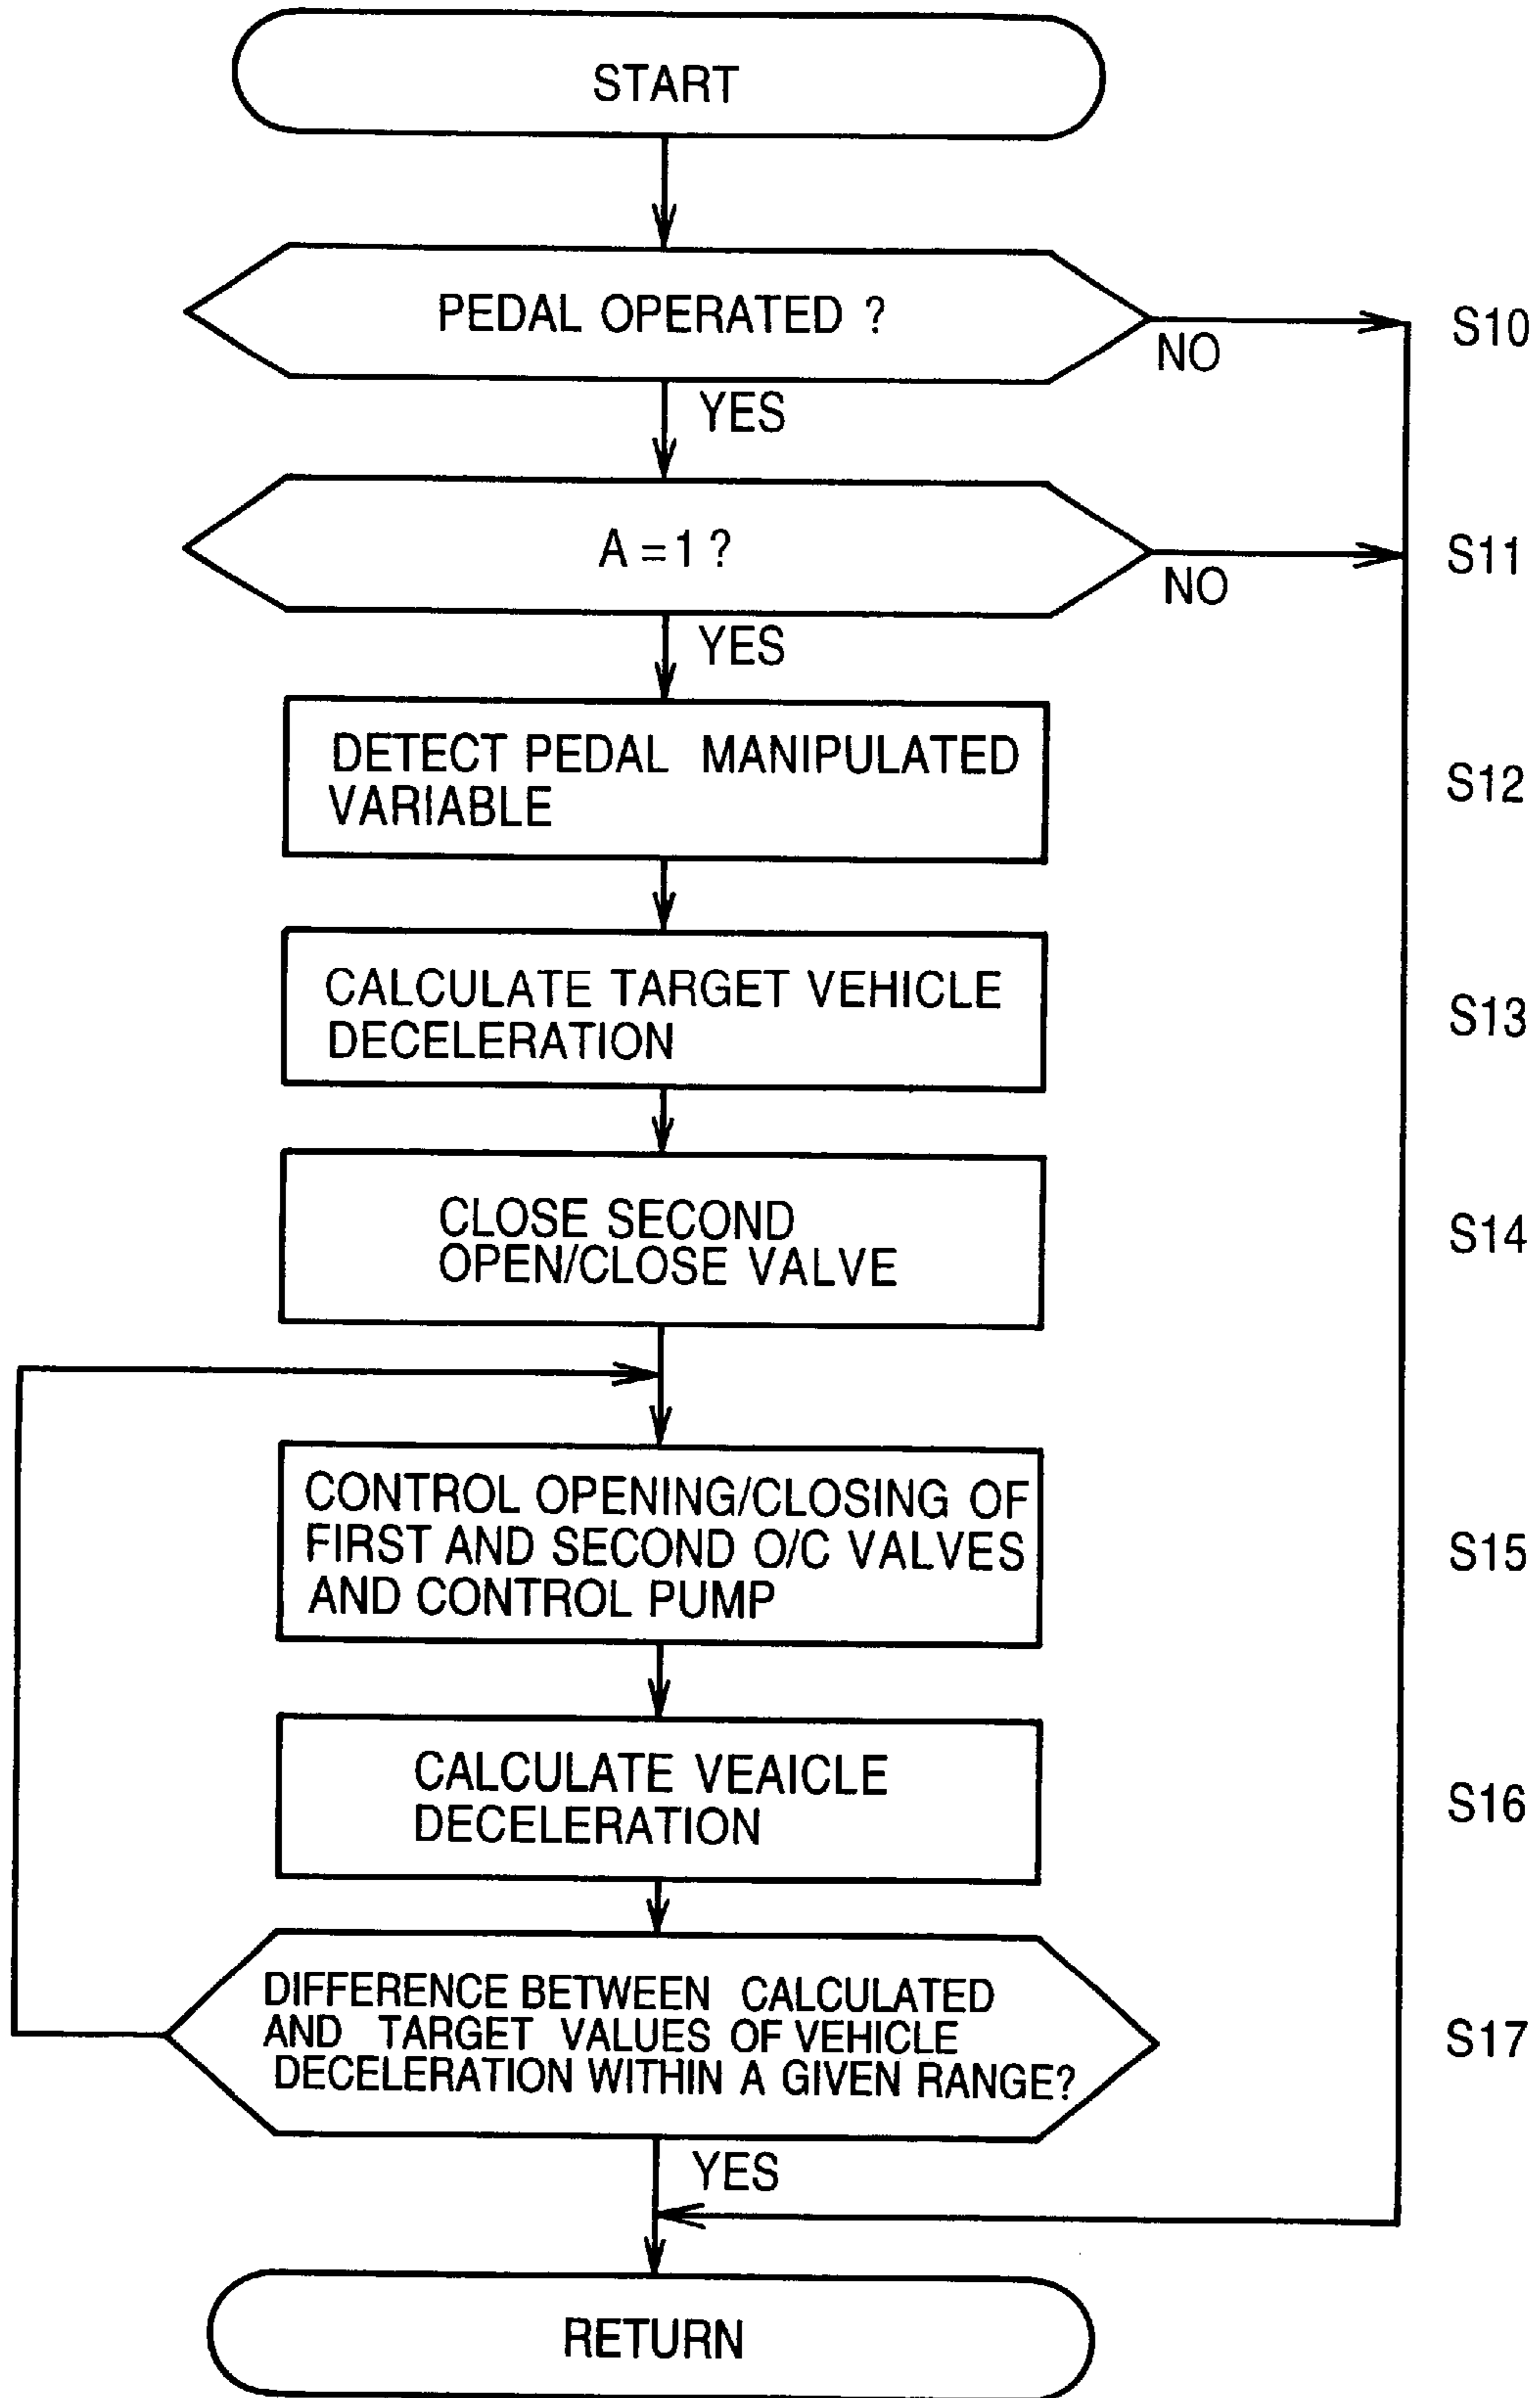 START
PEDAL OPERATED ?
S10
NO
YES
A = 1 ?
S11
NO
YES
DETECT PEDAL MANIPULATED
VARIABLE
S12
CALCULATE TARGET VEHICLE
DECELERATION
S13
CLOSE SECOND
OPEN/CLOSE VALVE
S14
CONTROL OPENING/CLOSING OF
FIRST AND SECOND O/C VALVES
AND CONTROL PUMP
S15
CALCULATE VEAICLE
DECELERATION
S16
DIFFERENCE BETWEEN CALCULATED
AND TARGET VALUES OF VEHICLE
DECELERATION WITHIN A GIVEN RANGE?
S17
YES
RETURN